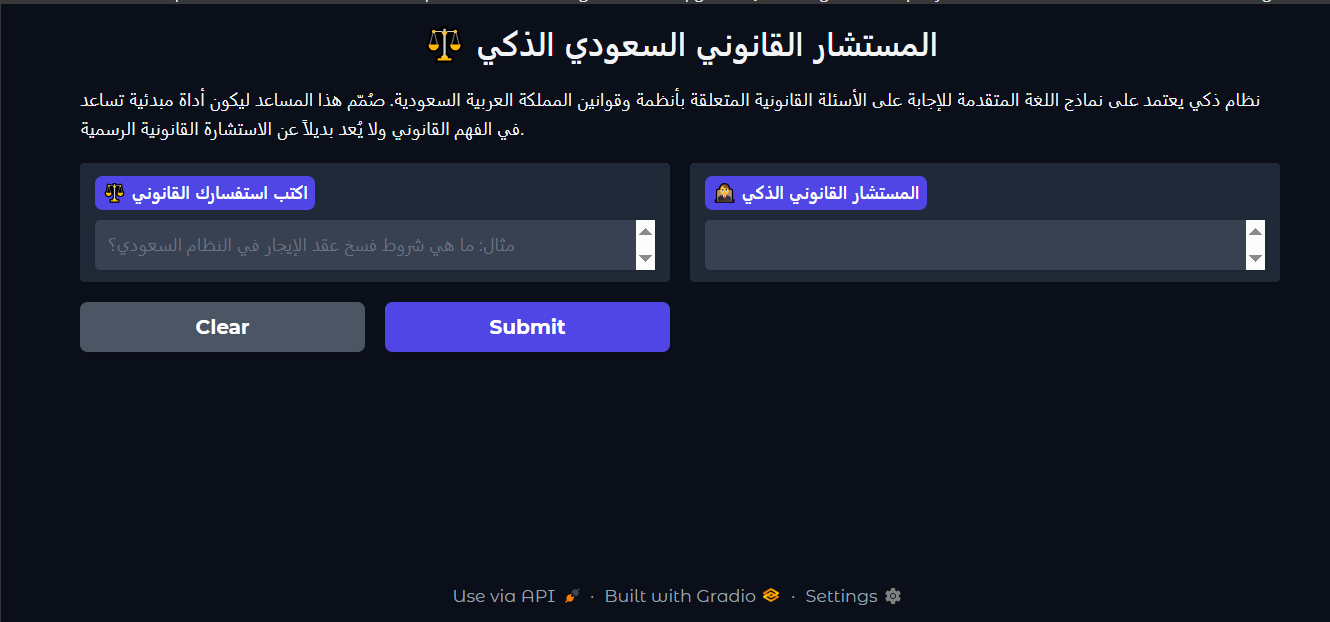 المستشار القانوني السعودي الذكي ⚖️
نظام ذكي يعتمد على نماذج اللغة المتقدمة للإجابة على الأسئلة القانونية المتعلقة بأنظمة وقوانين المملكة العربية السعودية. صُمّم هذا المساعد ليكون أداة مبدئية تساعد
في الفهم القانوني ولا يُعد بديلاً عن الاستشارة القانونية الرسمية.
اكتب استفسارك القانوني ⚖️
مثال: ما هي شروط فسخ عقد الإيجار في النظام السعودي؟
المستشار القانوني الذكي
Clear
Submit
Use via API · Built with Gradio · Settings